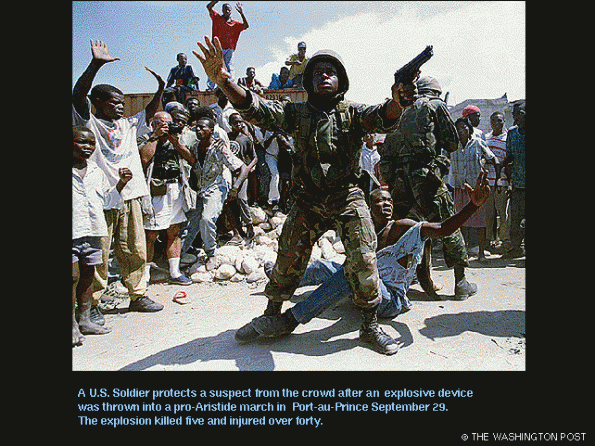 A U.S. Soldier protects a suspect from the crowd after an explosive device
was thrown into a pro-Aristide march in Port-au-Prince September 29.
The explosion killed five and injured over forty.
© THE WASHINGTON POST